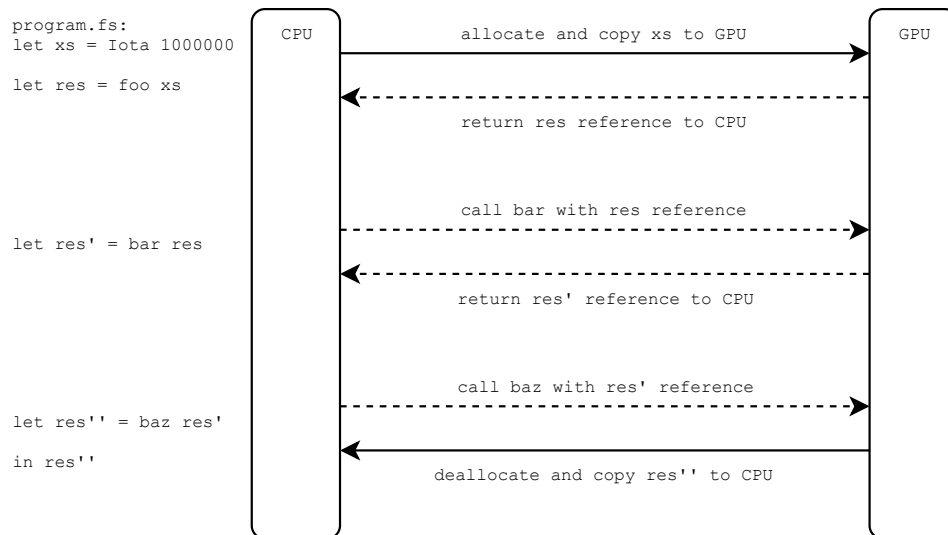 program.fs:
let xs = Iota 1000000
let res = foo xs
let res' = bar res
let res'' = baz res'
in res''
CPU
allocate and copy xs to GPU
return res reference to CPU
call bar with res reference
return res' reference to CPU
call baz with res' reference
deallocate and copy res'' to CPU
GPU